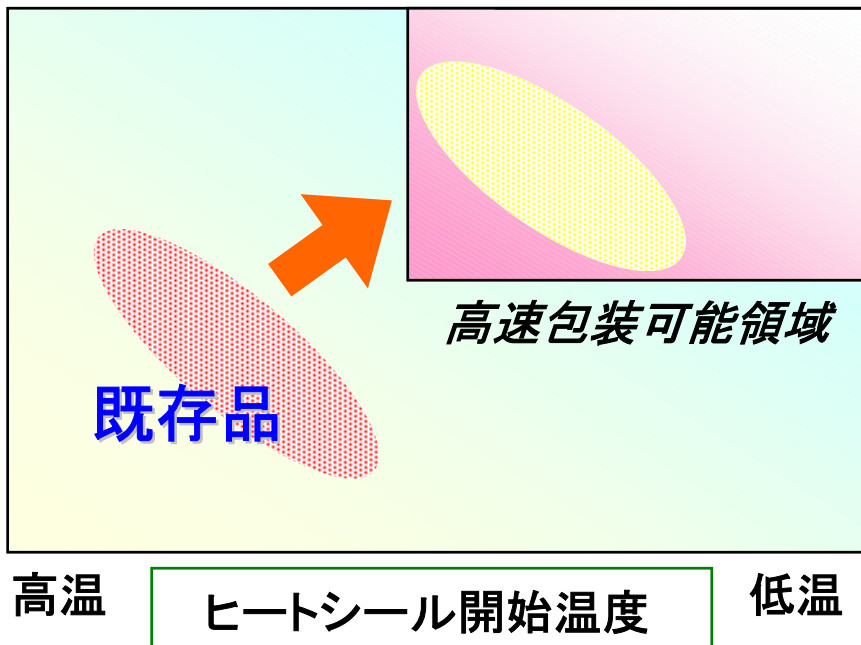 高速包装可能領域
既存品
高温
ヒートシール開始温度
低温